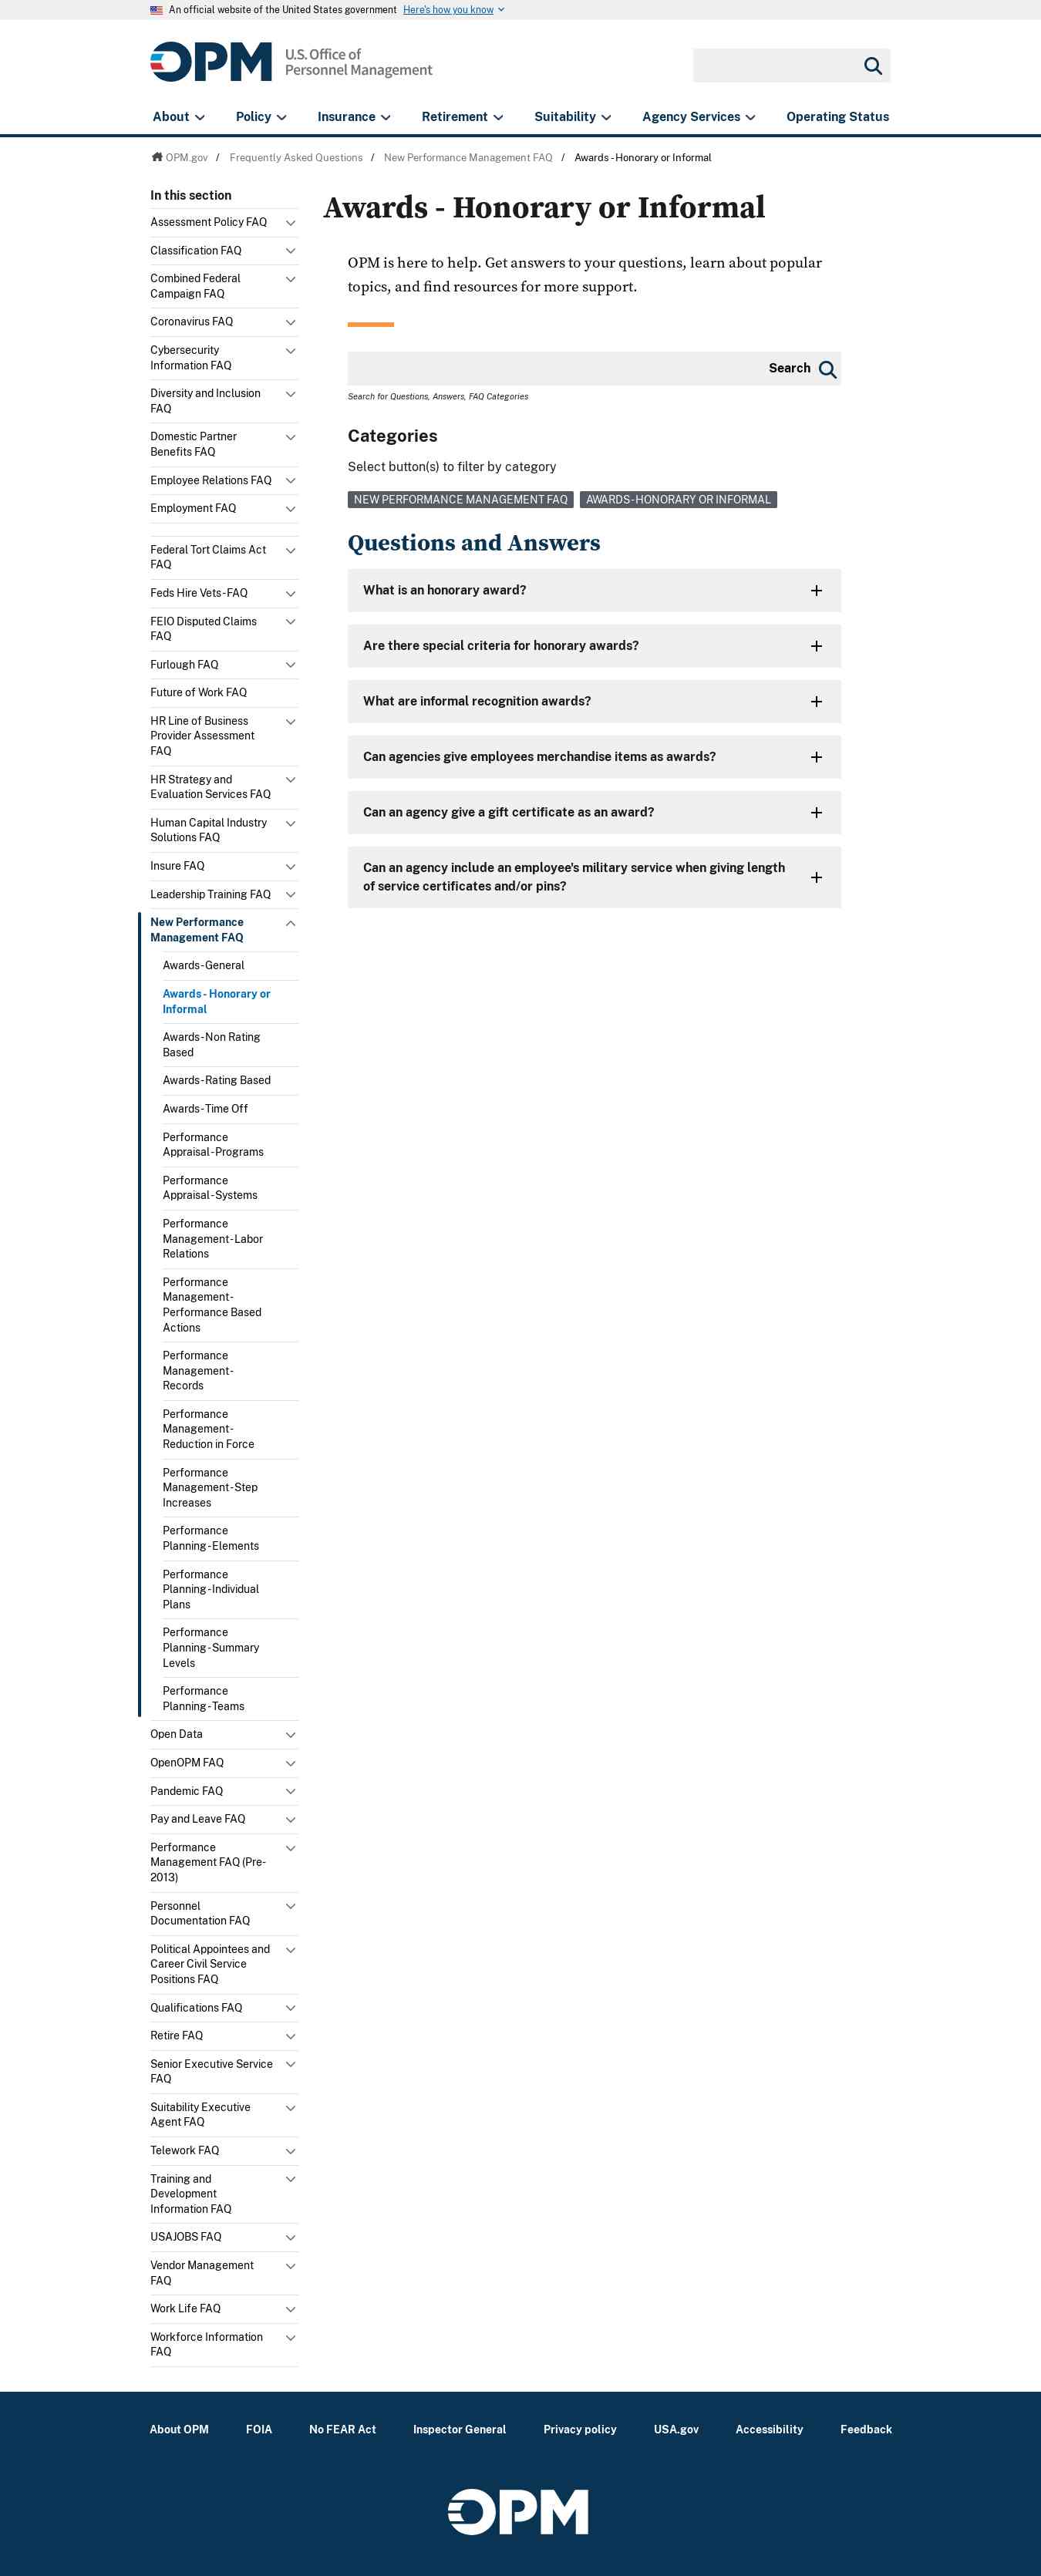 An official website of the United States government Here's how you know
OPM U.S. Office of
Personnel Management
About Policy Insurance Retirement Suitability Agency Services Operating Status
OPM.gov / Frequently Asked Questions / New Performance Management FAQ / Awards - Honorary or Informal
In this section
Assessment Policy FAQ
Classification FAQ
Combined Federal
Campaign FAQ
Coronavirus FAQ
Cybersecurity
Information FAQ
Diversity and Inclusion
FAQ
Domestic Partner
Benefits FAQ
Employee Relations FAQ
Employment FAQ
Federal Tort Claims Act
FAQ
Feds Hire Vets-FAQ
FEIO Disputed Claims
FAQ
Furlough FAQ
Future of Work FAQ
HR Line of Business
Provider Assessment
FAQ
HR Strategy and
Evaluation Services FAQ
Human Capital Industry
Solutions FAQ
Insure FAQ
Leadership Training FAQ
New Performance
Management FAQ
Awards-General
Awards - Honorary or
Informal
Awards-Non Rating
Based
Awards-Rating Based
Awards-Time Off
Performance
Appraisal-Programs
Performance
Appraisal-Systems
Performance
Management-Labor
Relations
Performance
Management-
Performance Based
Actions
Performance
Management-
Records
Performance
Management-
Reduction in Force
Performance
Management-Step
Increases
Performance
Planning-Elements
Performance
Planning-Individual
Plans
Performance
Planning-Summary
Levels
Performance
Planning-Teams
Open Data
OpenOPM FAQ
Pandemic FAQ
Pay and Leave FAQ
Performance
Management FAQ (Pre-
2013)
Personnel
Documentation FAQ
Political Appointees and
Career Civil Service
Positions FAQ
Qualifications FAQ
Retire FAQ
Senior Executive Service
FAQ
Suitability Executive
Agent FAQ
Telework FAQ
Training and
Development
Information FAQ
USAJOBS FAQ
Vendor Management
FAQ
Work Life FAQ
Workforce Information
FAQ
Awards - Honorary or Informal
OPM is here to help. Get answers to your questions, learn about popular
topics, and find resources for more support.
Search
Search for Questions, Answers, FAQ Categories
Categories
Select button(s) to filter by category
NEW PERFORMANCE MANAGEMENT FAQ AWARDS-HONORARY OR INFORMAL
Questions and Answers
What is an honorary award?
Are there special criteria for honorary awards?
What are informal recognition awards?
Can agencies give employees merchandise items as awards?
Can an agency give a gift certificate as an award?
Can an agency include an employee's military service when giving length
of service certificates and/or pins?
About OPM FOIA No FEAR Act Inspector General Privacy policy USA.gov Accessibility Feedback
OPM